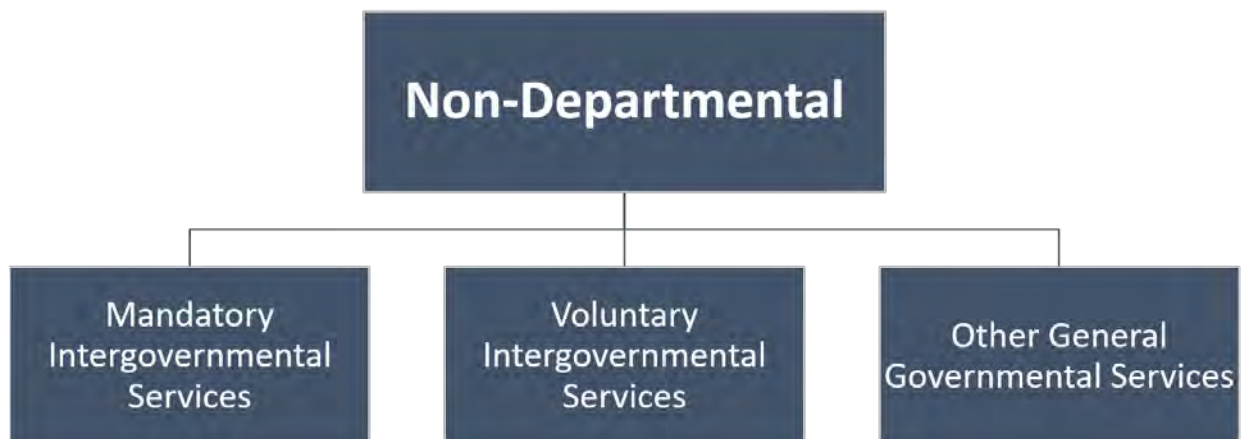 Non-Departmental
Mandatory
Intergovernmental
Services
Voluntary
Intergovernmental
Services
Other General
Governmental Services